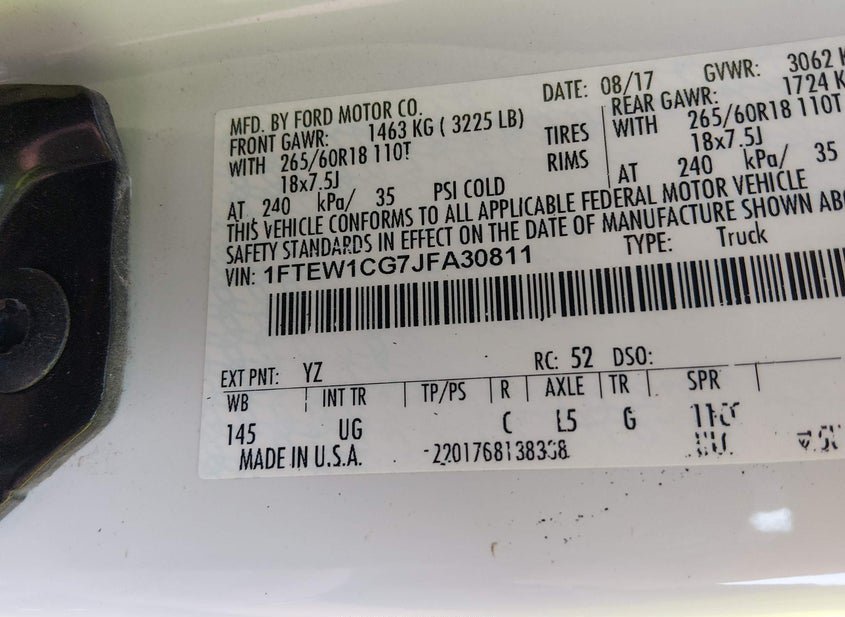 DATE: 08/17 GVWR: 3062 K
MFD. BY FORD MOTOR CO. REAR GAWR: 1724 K
FRONT GAWR: 1463 KG ( 3225 LB) TIRES WITH 265/60R18 110T
WITH 265/60R18 110T RIMS 18x7.5J
18x7.5J AT 240 kPa/ 35
AT 240 kPa/ 35 PSI COLD
THIS VEHICLE CONFORMS TO ALL APPLICABLE FEDERAL MOTOR VEHICLE
SAFETY STANDARDS IN EFFECT ON THE DATE OF MANUFACTURE SHOWN ABO
VIN: 1FTEW1CG7JFA30811 TYPE: Truck
EXT PNT: YZ RC: 52 DSO:
WB INT TR TP/PS R AXLE TR SPR
145 UG C L5 G
MADE IN U.S.A.